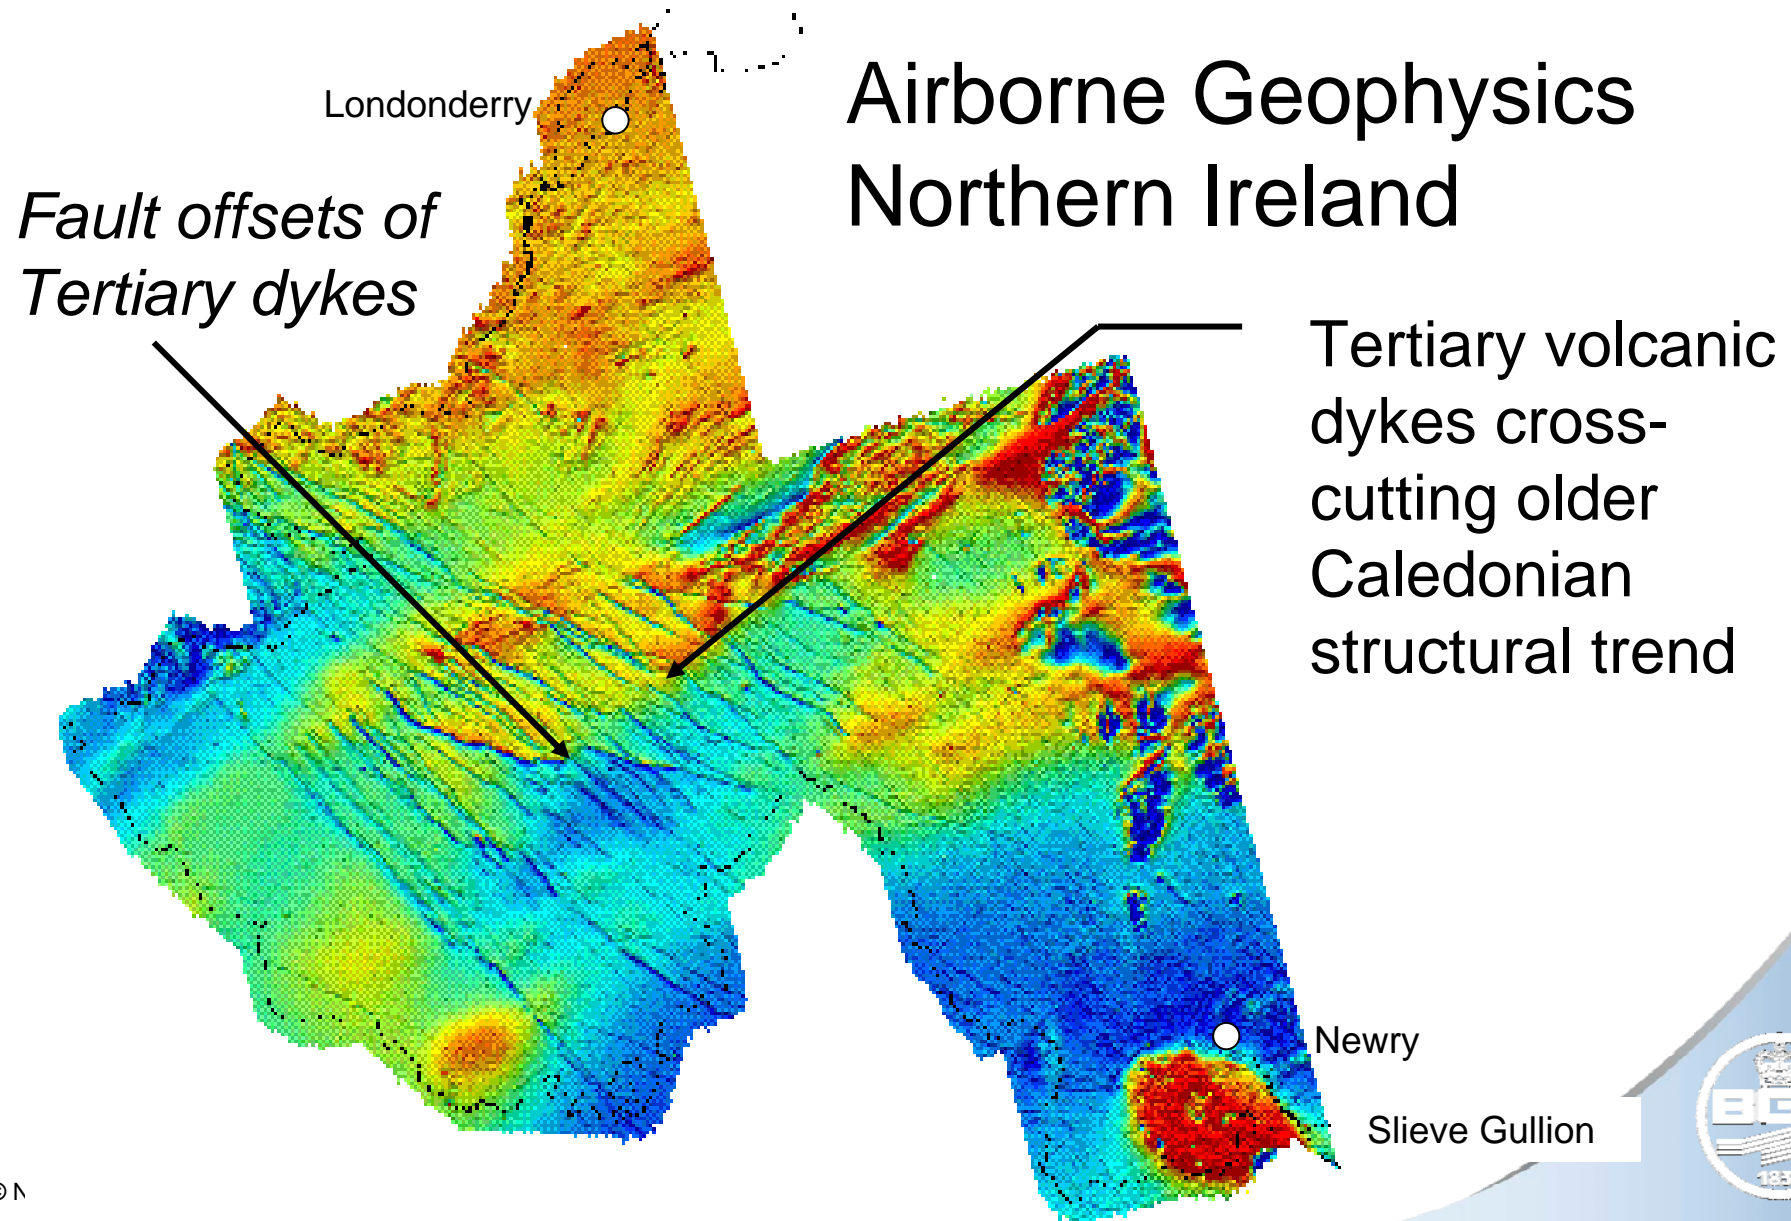 Airborne Geophysics
Northern Ireland
Londonderry
Fault offsets of
Tertiary dykes
Tertiary volcanic
dykes cross-
cutting older
Caledonian
structural trend
Newry
Slieve Gullion